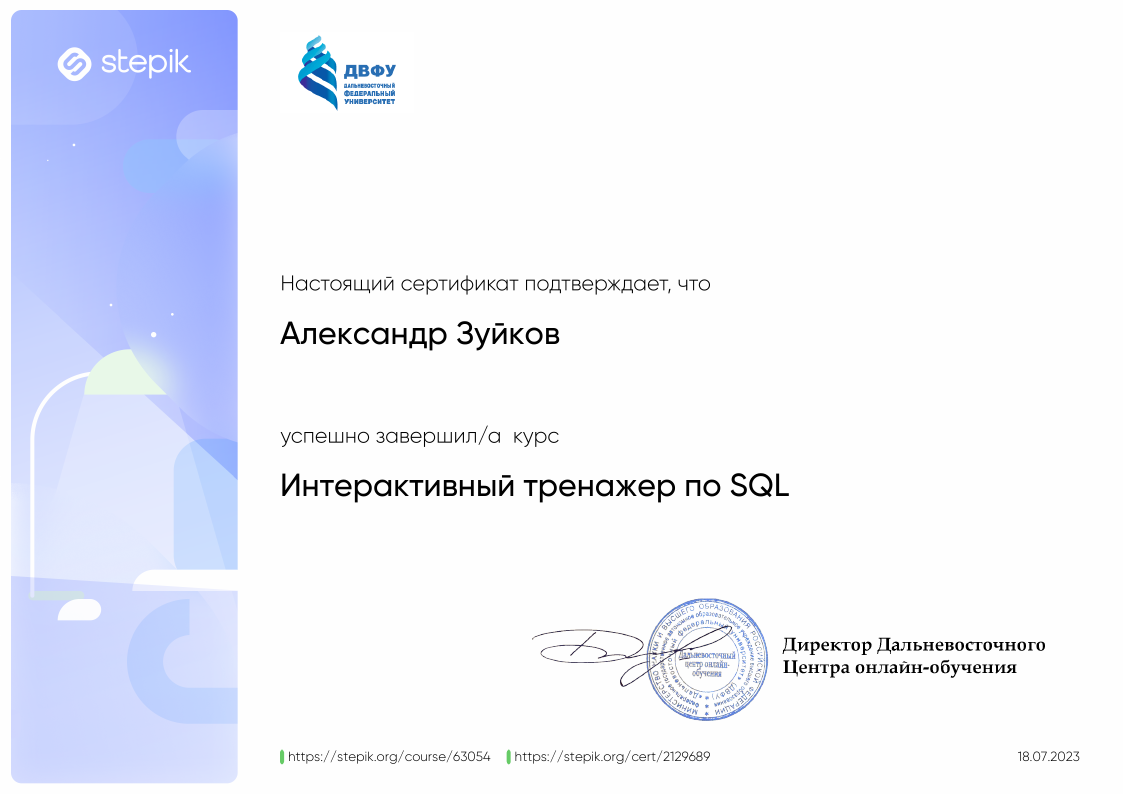 stepik
ДВФУ
ДАЛЬНЕВОСТОЧНЫЙ
ФЕДЕРАЛЬНЫЙ
УНИВЕРСИТЕТ
Настоящий сертификат подтверждает, что
Александр Зуйков
успешно завершил/а курс
Интерактивный тренажер по SQL
Дальневосточный
центр онлайн-
обучения
Директор Дальневосточного
Центра онлайн-обучения
https://stepik.org/course/63054
https://stepik.org/cert/2129689
18.07.2023